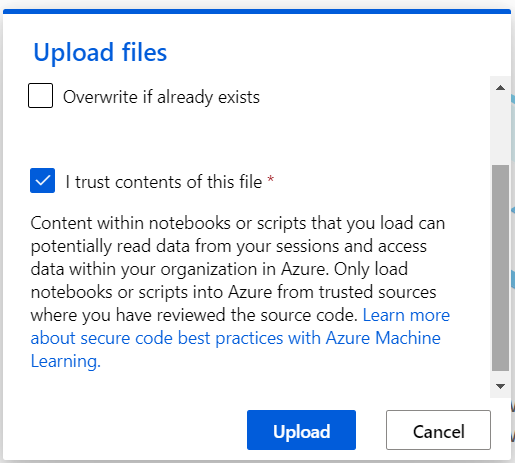 Upload files
Overwrite if already exists
I trust contents of this file *
Content within notebooks or scripts that you load can
potentially read data from your sessions and access
data within your organization in Azure. Only load
notebooks or scripts into Azure from trusted sources
where you have reviewed the source code. Learn more
about secure code best practices with Azure Machine
Learning.
Upload
Cancel